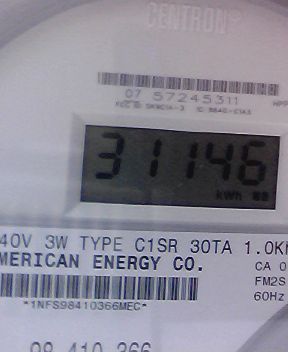 CENTRON®
07 57245311
31146
kWh
40V 3W TYPE C1SR 30TA 1.0K
MERICAN ENERGY CO.
CA 0
FM2S
60Hz
*1NFS98410366MEC*
98 410 366